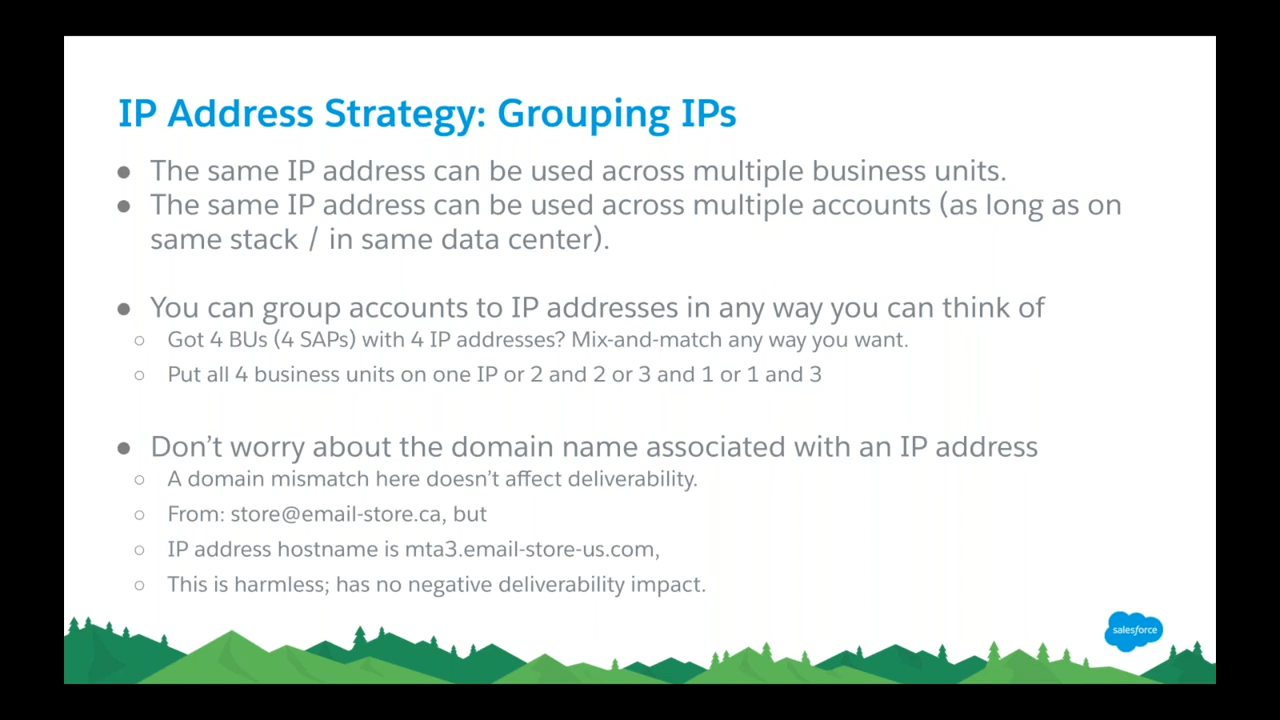 IP Address Strategy: Grouping IPs
● The same IP address can be used across multiple business units.
● The same IP address can be used across multiple accounts (as long as on
same stack / in same data center).
● You can group accounts to IP addresses in any way you can think of
○ Got 4 BUs (4 SAPs) with 4 IP addresses? Mix-and-match any way you want.
○ Put all 4 business units on one IP or 2 and 2 or 3 and 1 or 1 and 3
● Don’t worry about the domain name associated with an IP address
○ A domain mismatch here doesn’t affect deliverability.
○ From: store@email-store.ca, but
○ IP address hostname is mta3.email-store-us.com,
○ This is harmless; has no negative deliverability impact.
salesforce